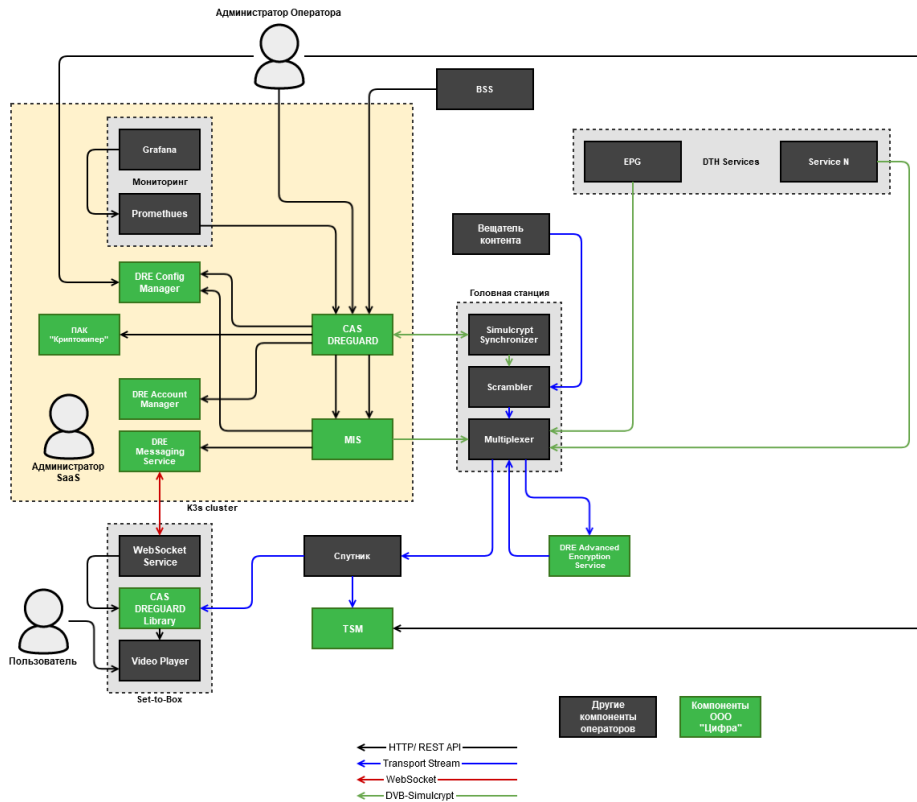 Администратор Оператора
BSS
Grafana
Мониторинг
Promethues
EPG
DTH Services
Service N
Вещатель
контента
DRE Config
Manager
Головная станция
ПАК
"Криптокипер"
CAS
DREGUARD
Simulcrypt
Synchronizer
Scrambler
DRE Account
Manager
Multiplexer
MIS
DRE
Messaging
Service
Администратор
SaaS
K3s cluster
WebSocket
Service
Спутник
DRE Advanced
Encryption
Service
CAS
DREGUARD
Library
TSM
Пользователь
Video Player
Set-to-Box
Другие
компоненты
операторов
Компоненты
ООО
"Цифра"
HTTP/ REST API
Transport Stream
WebSocket
DVB-Simulcrypt